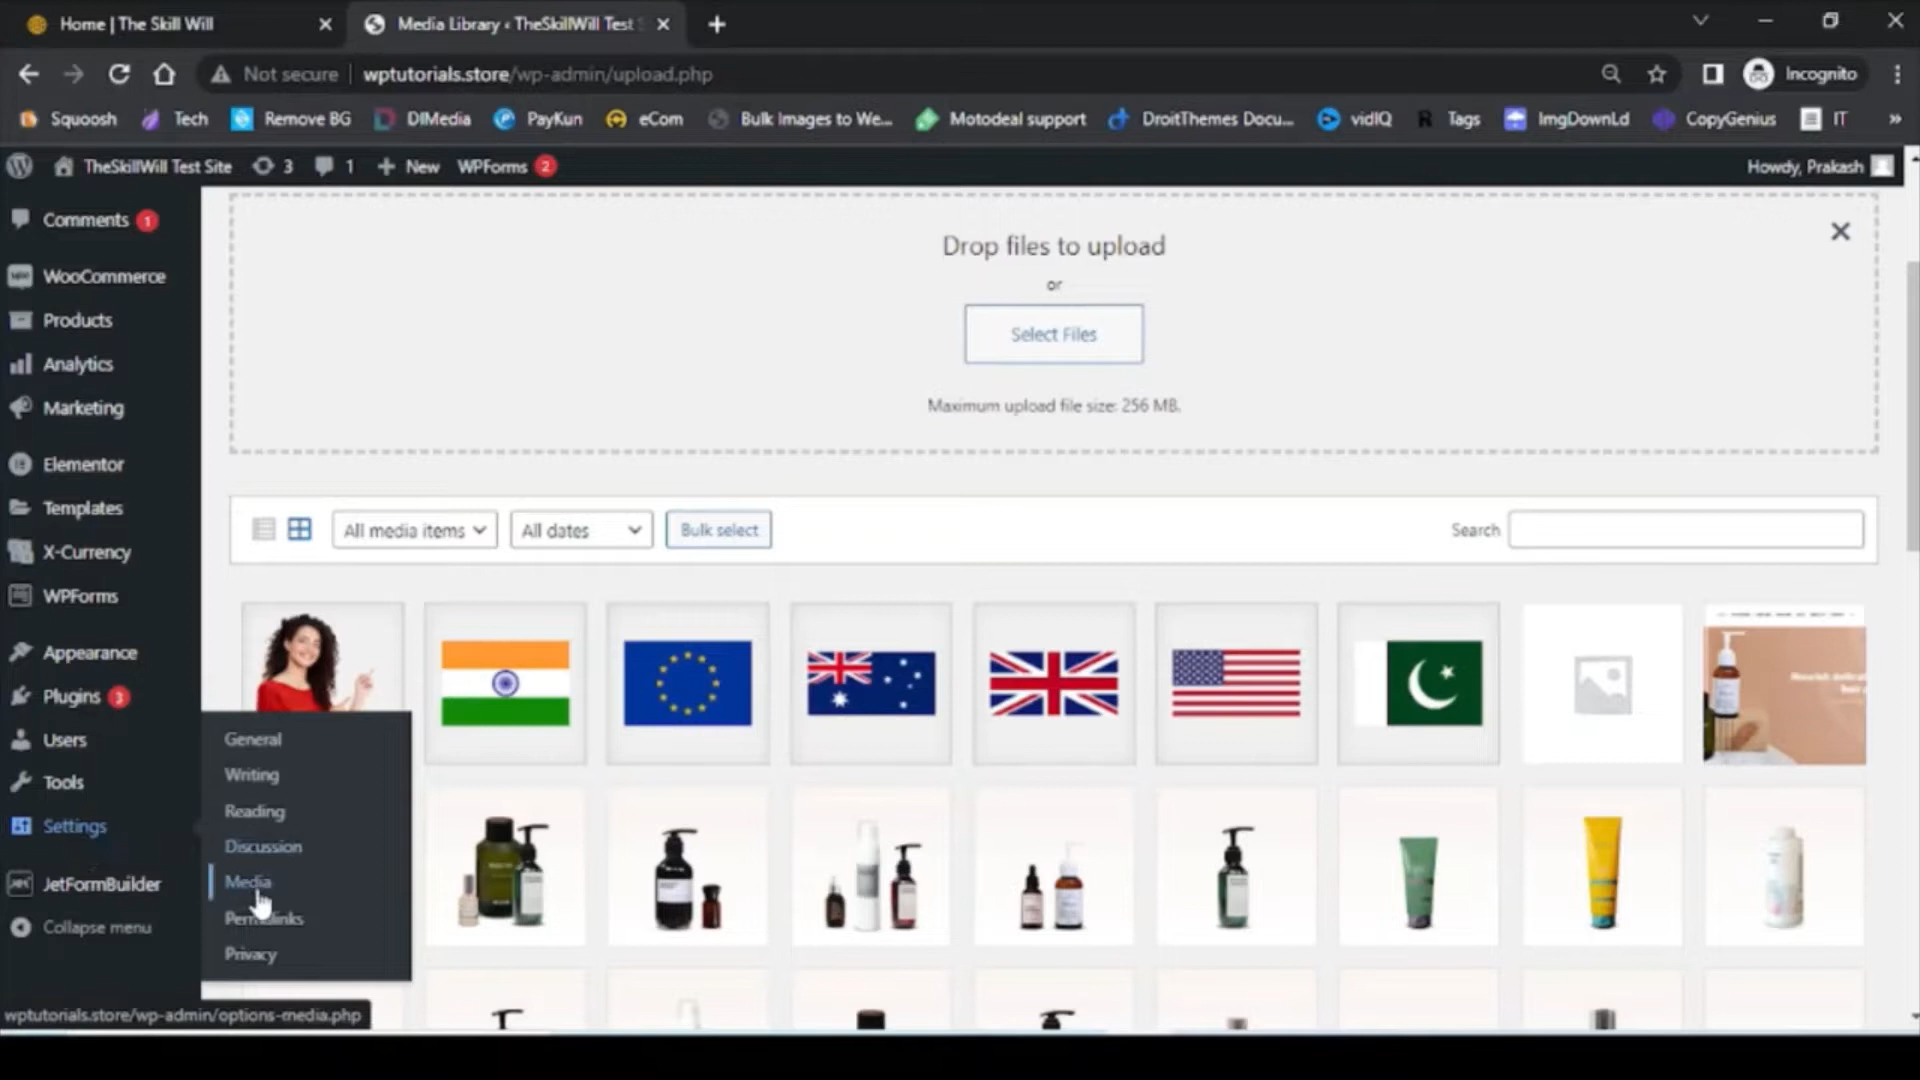 Home | The Skill Will
Media Library ‹ TheSkillWill Test
Not secure
wptutorials.store/wp-admin/upload.php
Incognito
Squoosh
Tech
Remove BG
DIMedia
PayKun
eCom
Bulk Images to We...
Motodeal support
DroitThemes Docu...
vidIQ
Tags
ImgDownLd
CopyGenius
IT
»
TheSkillWill Test Site
3
1
New
WPForms 2
Howdy, Prakash
Comments 1
WooCommerce
Products
Analytics
Marketing
Elementor
Templates
X-Currency
WPForms
Appearance
Plugins 3
Users
Tools
Settings
JetFormBuilder
Collapse menu
General
Writing
Reading
Discussion
Media
Permalinks
Privacy
Drop files to upload
or
Select Files
Maximum upload file size: 256 MB.
All media items
All dates
Bulk select
Search
wptutorials.store/wp-admin/options-media.php